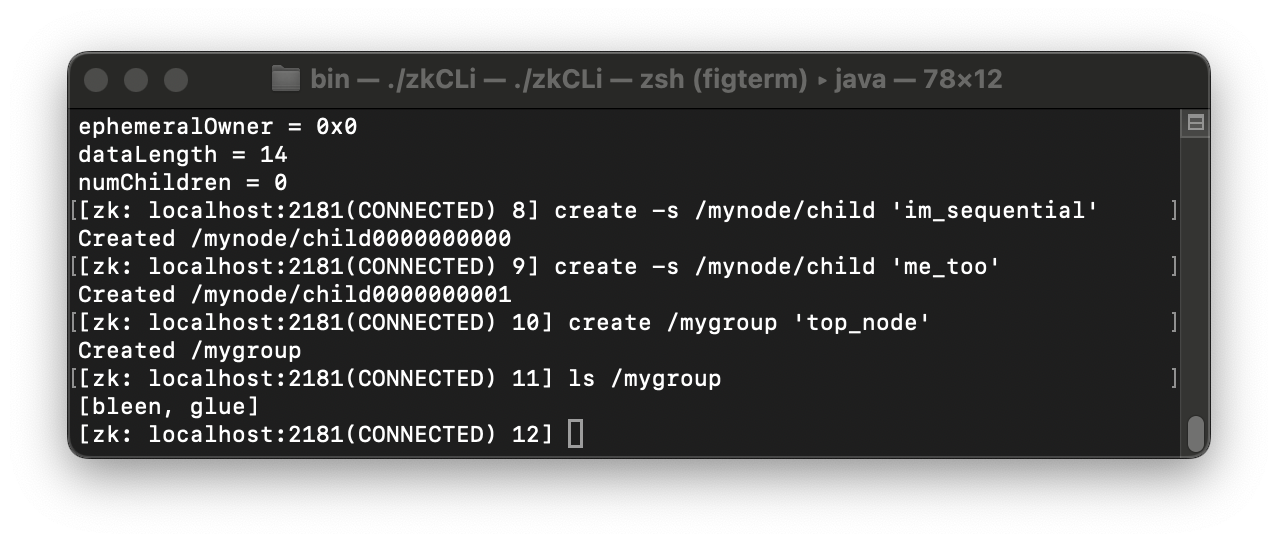 bin — ./zkCLi — ./zkCLi — zsh (figterm) ▸ java — 78×12
ephemeralOwner = 0x0
dataLength = 14
numChildren = 0
[[zk: localhost:2181(CONNECTED) 8] create -s /mynode/child 'im_sequential' ]
Created /mynode/child0000000000
[[zk: localhost:2181(CONNECTED) 9] create -s /mynode/child 'me_too' ]
Created /mynode/child0000000001
[[zk: localhost:2181(CONNECTED) 10] create /mygroup 'top_node' ]
Created /mygroup
[[zk: localhost:2181(CONNECTED) 11] ls /mygroup ]
[bleen, glue]
[zk: localhost:2181(CONNECTED) 12]